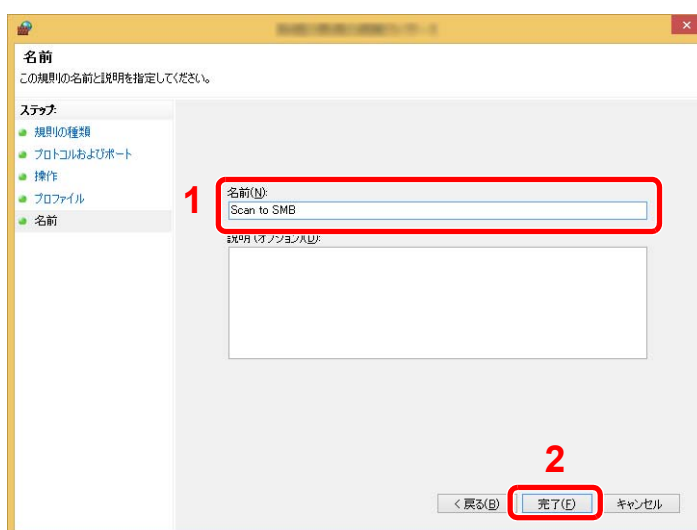 名前
この規則の名前と説明を指定してください。
ステップ:
規則の種類
プロトコルおよびポート
操作
プロファイル
名前
1
名前(N):
Scan to SMB
説明 (オプション)(D):
2
< 戻る(B)
完了(F)
キャンセル